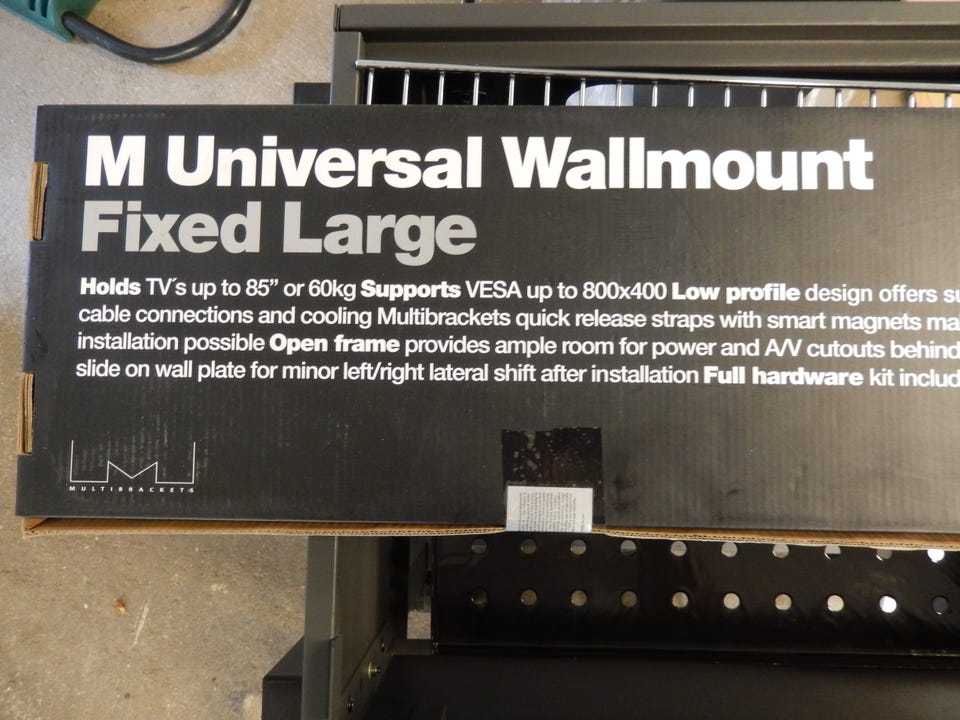 M Universal Wallmount
Fixed Large
Holds TV´s up to 85” or 60kg Supports VESA up to 800x400 Low profile design offers su
cable connections and cooling Multibrackets quick release straps with smart magnets ma
installation possible Open frame provides ample room for power and A/V cutouts behind
slide on wall plate for minor left/right lateral shift after installation Full hardware kit includ
MULTIBRACKETS